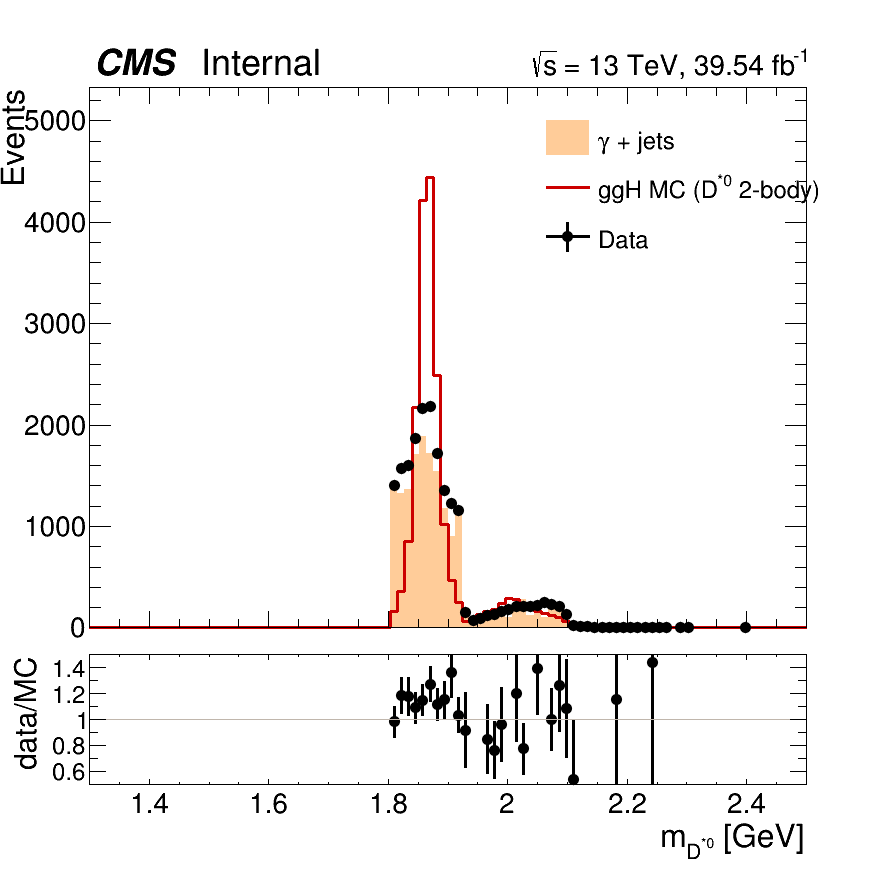 CMS Internal
√s = 13 TeV, 39.54 fb⁻¹
Events
5000
4000
3000
2000
1000
0
γ + jets
ggH MC (D*⁰ 2-body)
Data
data/MC
1.4
1.2
1
0.8
0.6
1.4 1.6 1.8 2 2.2 2.4
m_D*⁰ [GeV]